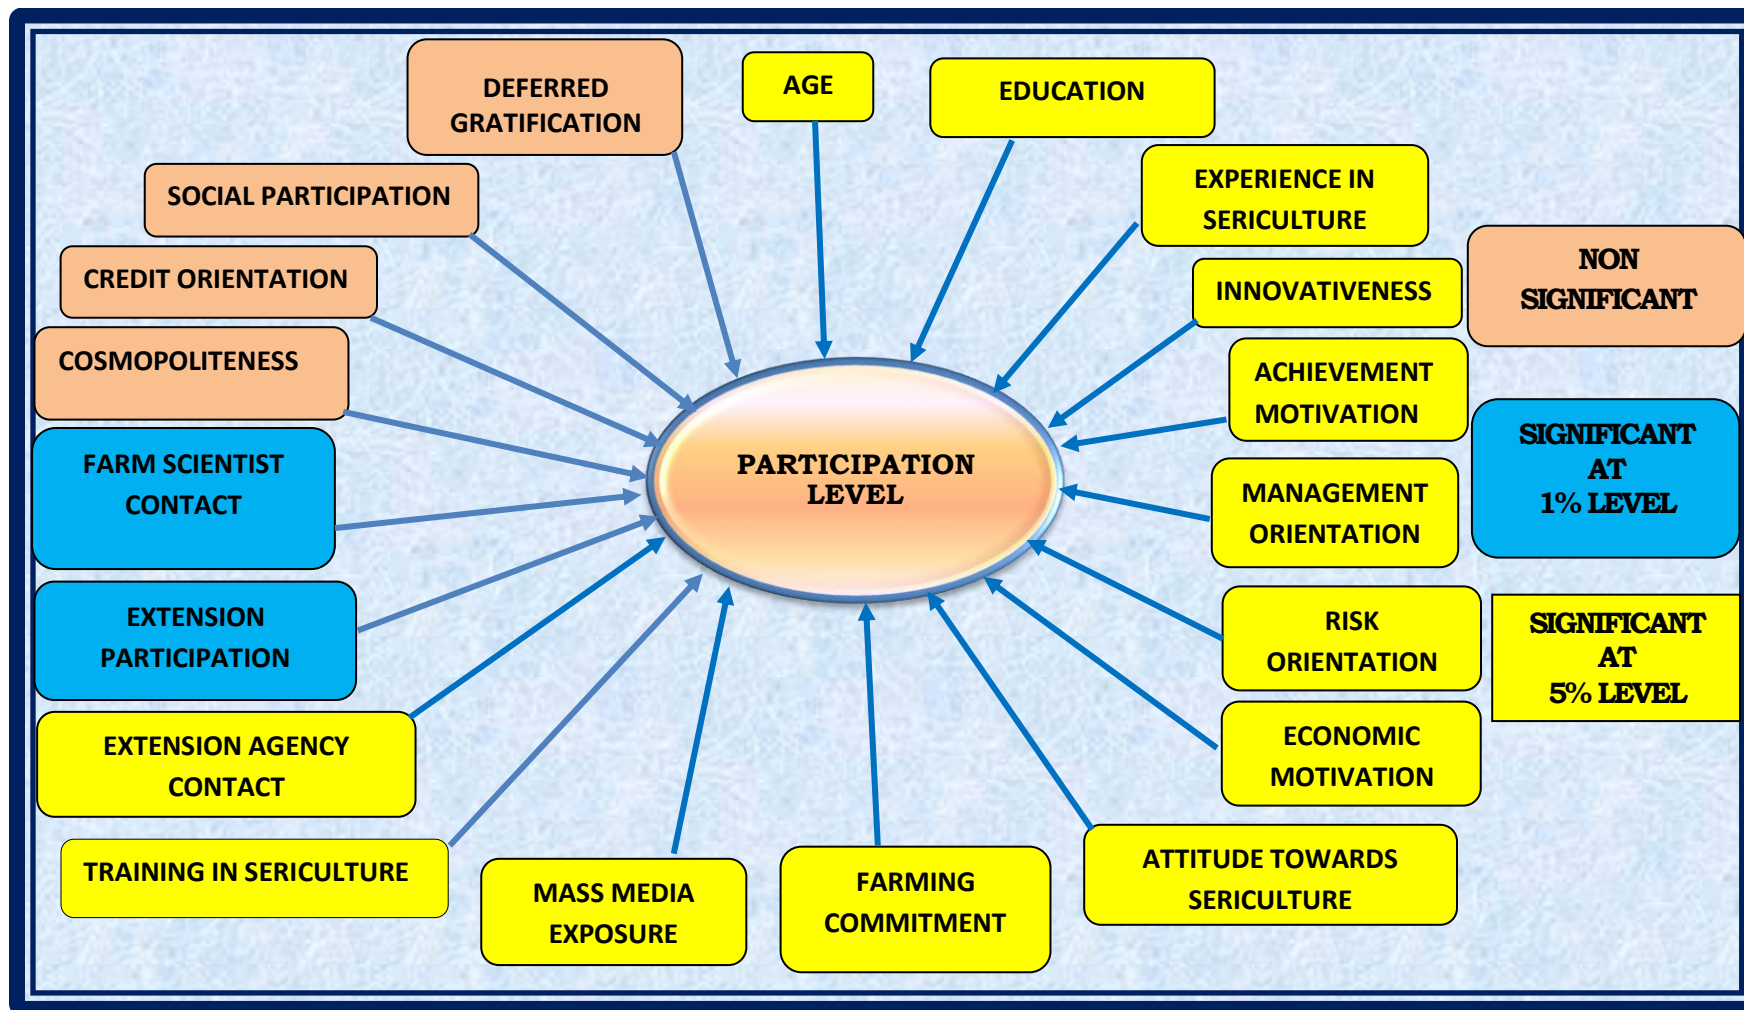 DEFERRED
GRATIFICATION
AGE
EDUCATION
SOCIAL PARTICIPATION
EXPERIENCE IN
SERICULTURE
CREDIT ORIENTATION
INNOVATIVENESS
NON
SIGNIFICANT
COSMOPOLITENESS
ACHIEVEMENT
MOTIVATION
FARM SCIENTIST
CONTACT
PARTICIPATION
LEVEL
MANAGEMENT
ORIENTATION
SIGNIFICANT
AT
1% LEVEL
EXTENSION
PARTICIPATION
RISK
ORIENTATION
SIGNIFICANT
AT
5% LEVEL
EXTENSION AGENCY
CONTACT
ECONOMIC
MOTIVATION
TRAINING IN SERICULTURE
MASS MEDIA
EXPOSURE
FARMING
COMMITMENT
ATTITUDE TOWARDS
SERICULTURE